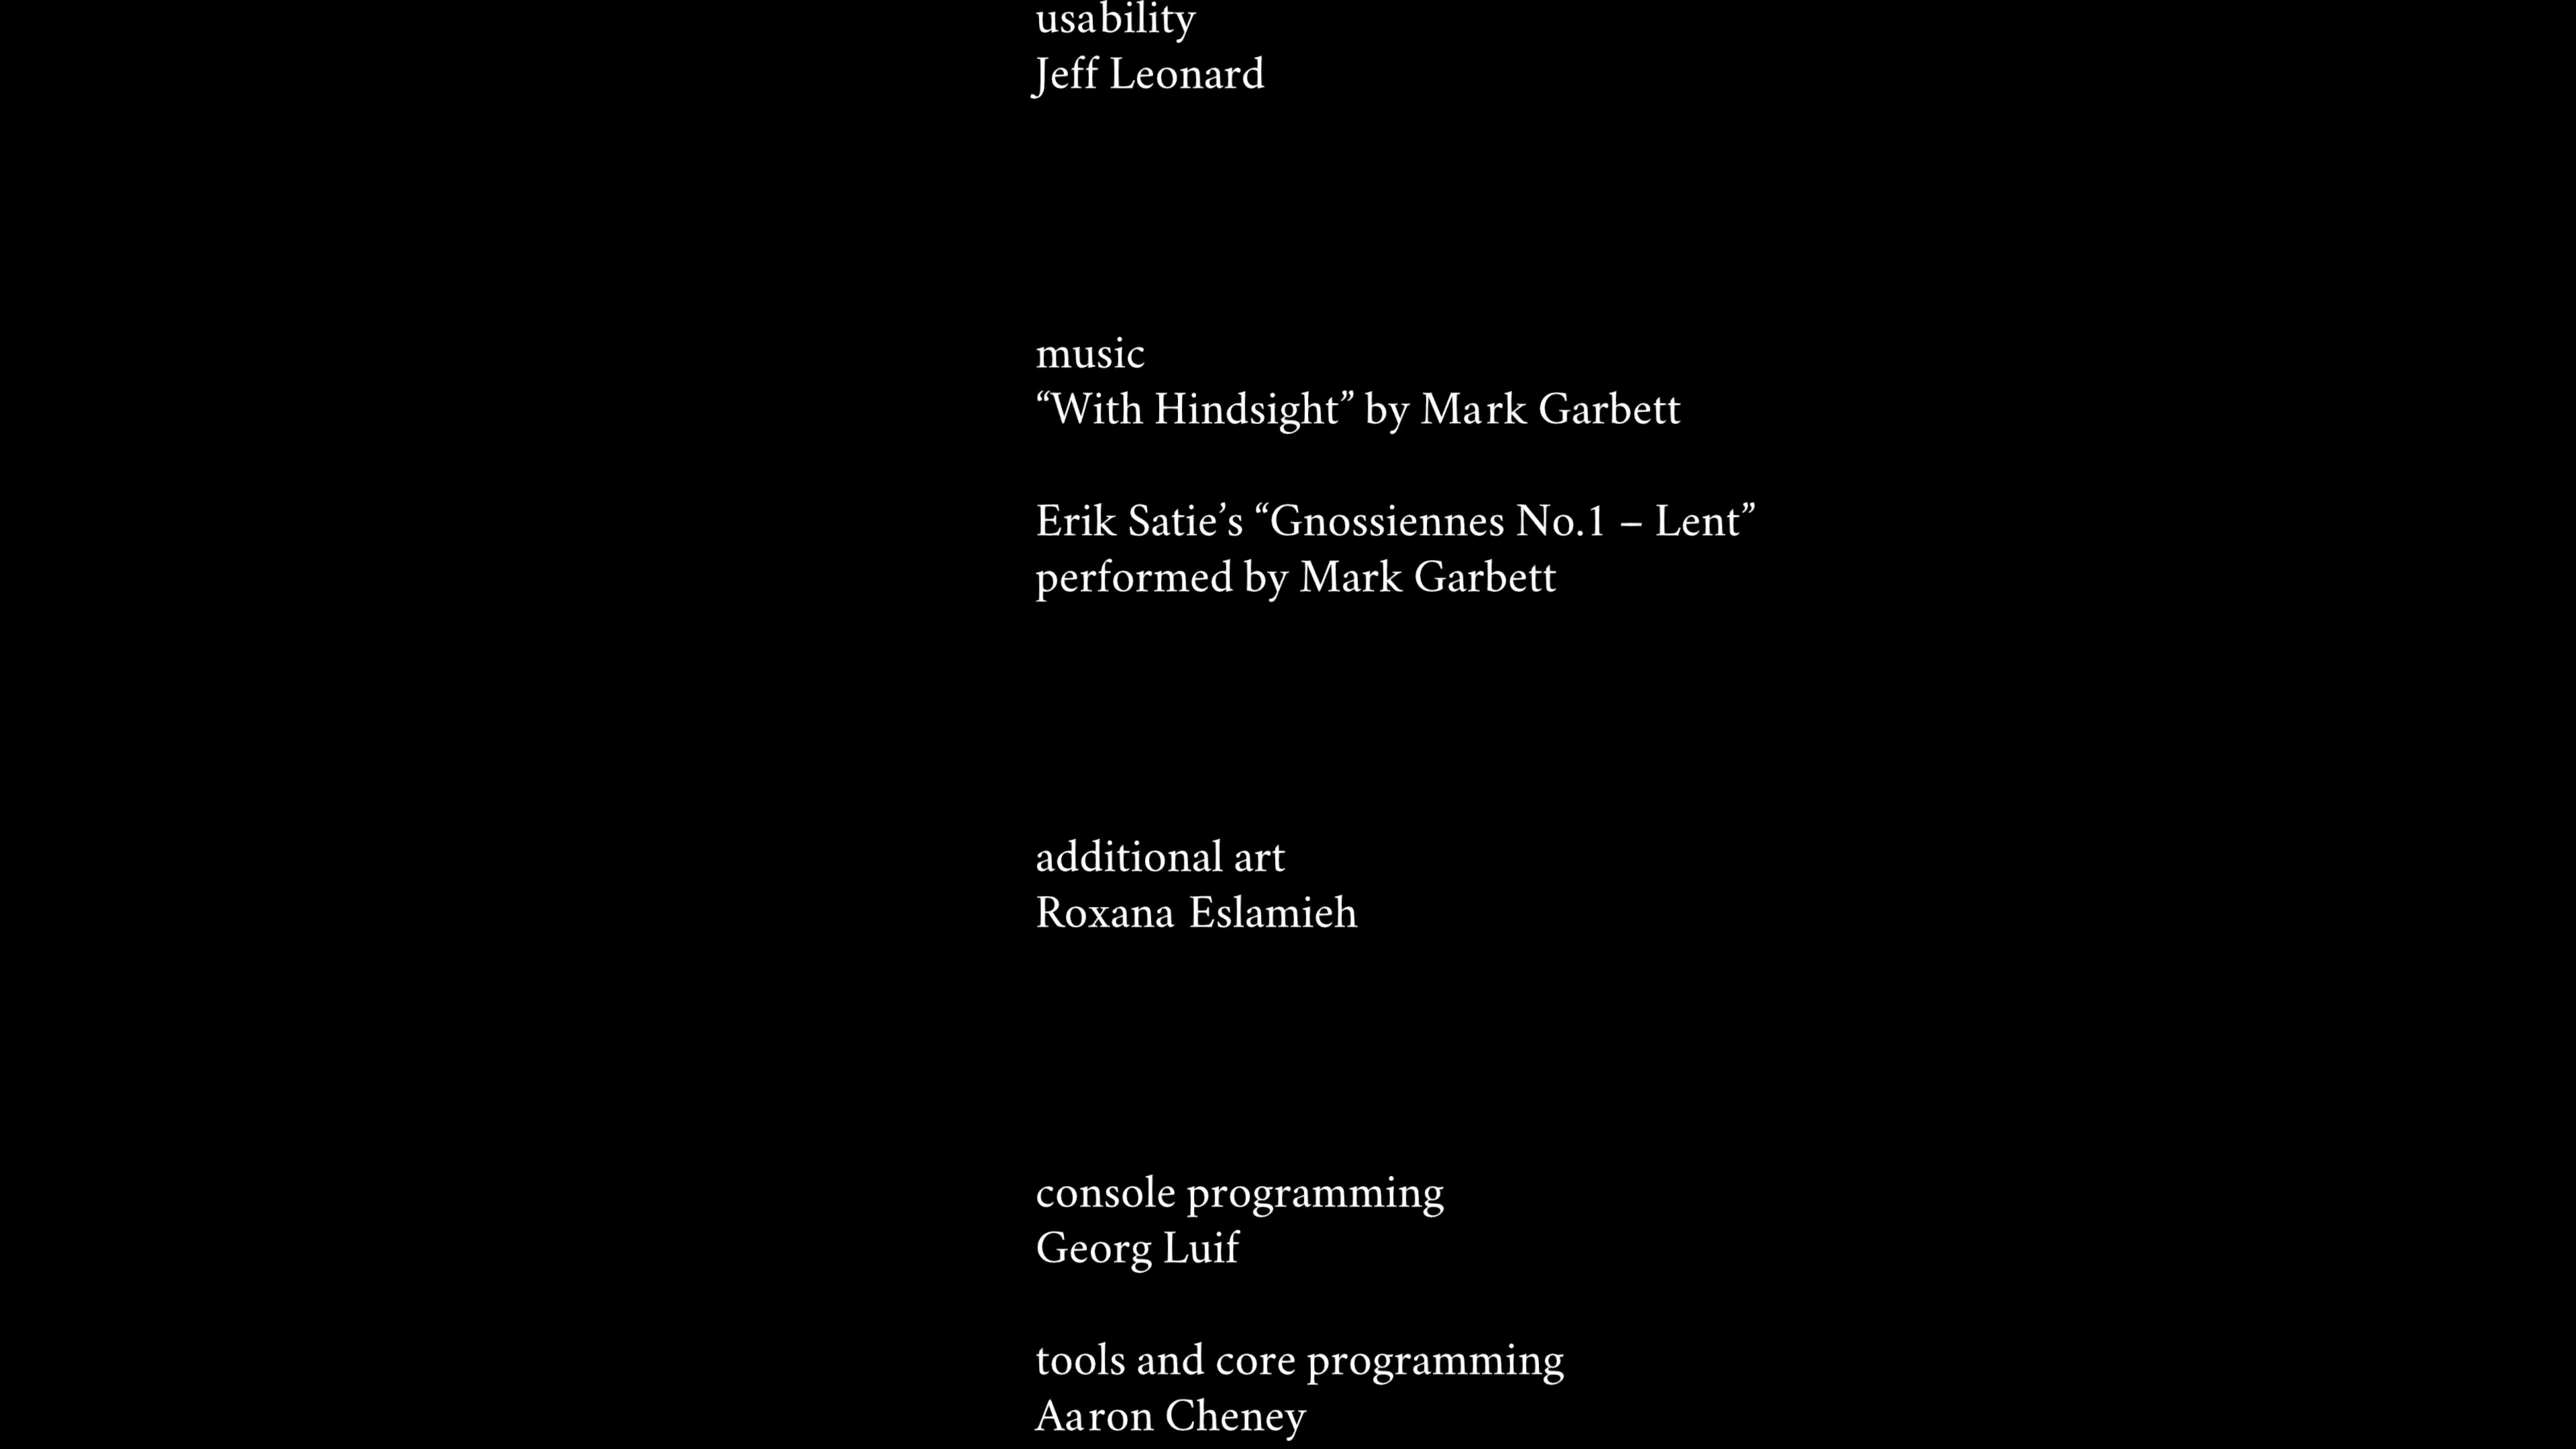 usability
Jeff Leonard
music
“With Hindsight” by Mark Garbett
Erik Satie’s “Gnossiennes No.1 – Lent”
performed by Mark Garbett
additional art
Roxana Eslamieh
console programming
Georg Luif
tools and core programming
Aaron Cheney